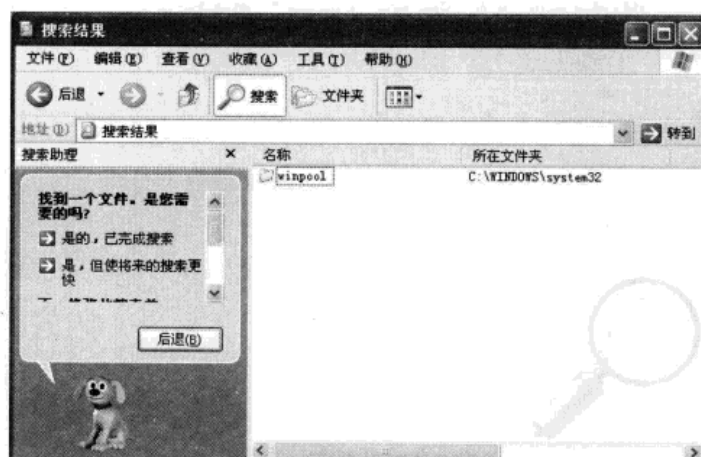 搜索结果
文件(F) 编辑(E) 查看(V) 收藏(A) 工具(T) 帮助(H)
后退 搜索 文件夹
地址(D) 搜索结果 转到
搜索助理 名称 所在文件夹
winpool C:\WINDOWS\system32
找到一个文件。是您需
要的吗?
是的，已完成搜索
是，但使将来的搜索更
快
后退(B)